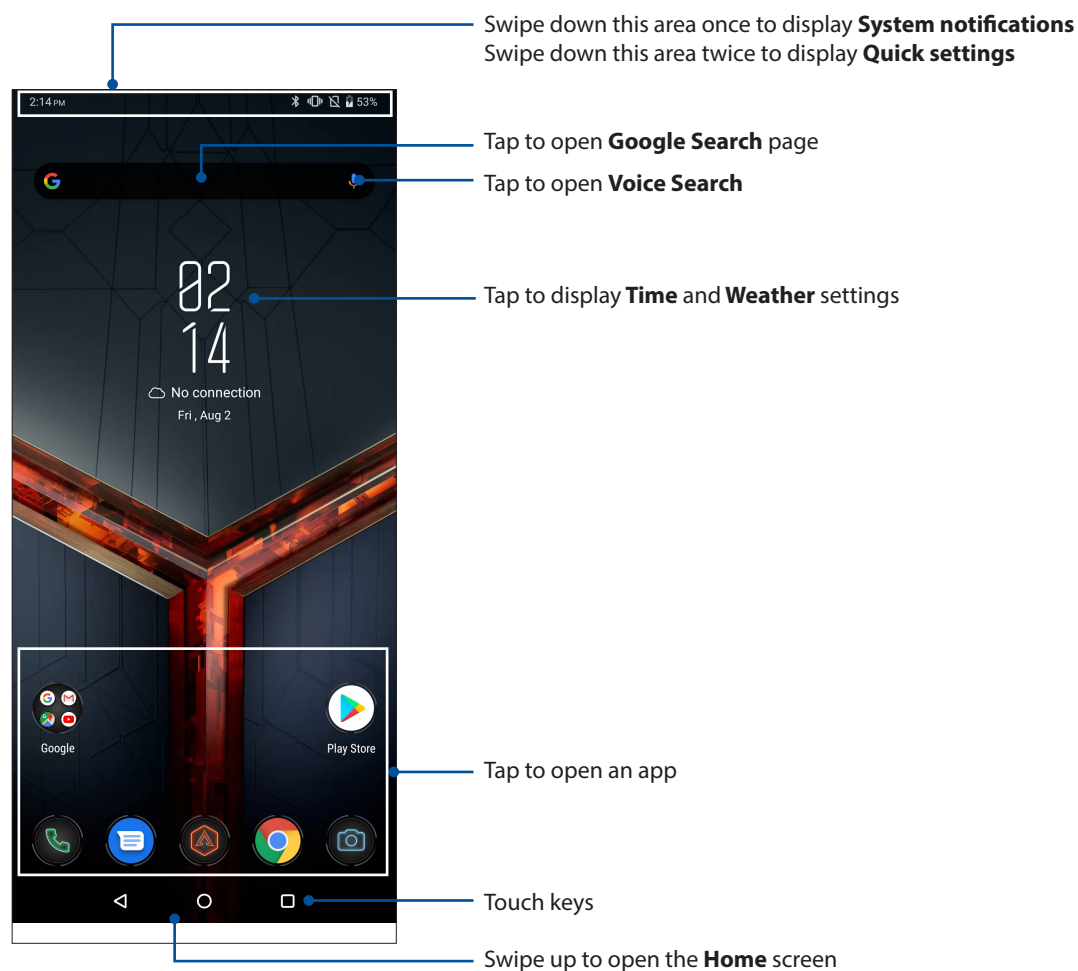 Swipe down this area once to display System notifications
Swipe down this area twice to display Quick settings
2:14 PM 53%
Tap to open Google Search page
Tap to open Voice Search
Tap to display Time and Weather settings
02
14
No connection
Fri , Aug 2
Google
Play Store
Tap to open an app
Touch keys
Swipe up to open the Home screen